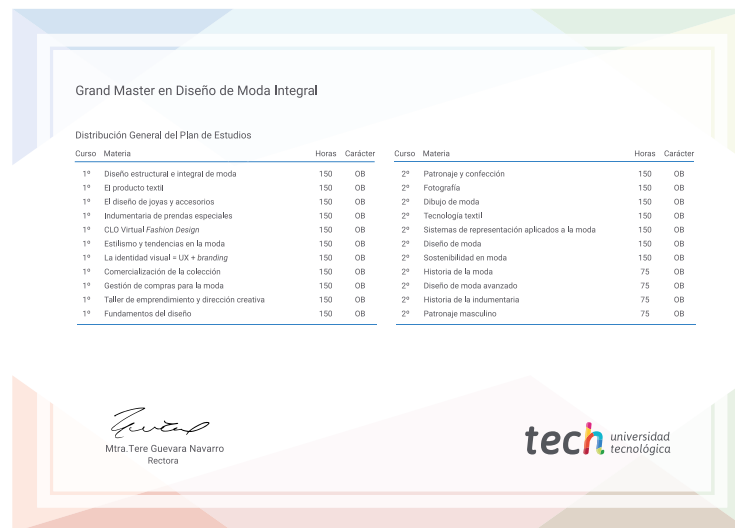 Grand Master en Diseño de Moda Integral
Distribución General del Plan de Estudios
Curso Materia Horas Carácter
1º Diseño estructural e integral de moda 150 OB
1º El producto textil 150 OB
1º El diseño de joyas y accesorios 150 OB
1º Indumentaria de prendas especiales 150 OB
1º CLO Virtual Fashion Design 150 OB
1º Estilismo y tendencias en la moda 150 OB
1º La identidad visual = UX + branding 150 OB
1º Comercialización de la colección 150 OB
1º Gestión de compras para la moda 150 OB
1º Taller de emprendimiento y dirección creativa 150 OB
1º Fundamentos del diseño 150 OB
Curso Materia Horas Carácter
2º Patronaje y confección 150 OB
2º Fotografía 150 OB
2º Dibujo de moda 150 OB
2º Tecnología textil 150 OB
2º Sistemas de representación aplicados a la moda 150 OB
2º Diseño de moda 150 OB
2º Sostenibilidad en moda 150 OB
2º Historia de la moda 75 OB
2º Diseño de moda avanzado 75 OB
2º Historia de la indumentaria 75 OB
2º Patronaje masculino 75 OB
Mtra.Tere Guevara Navarro
Rectora
tech universidad
tecnológica